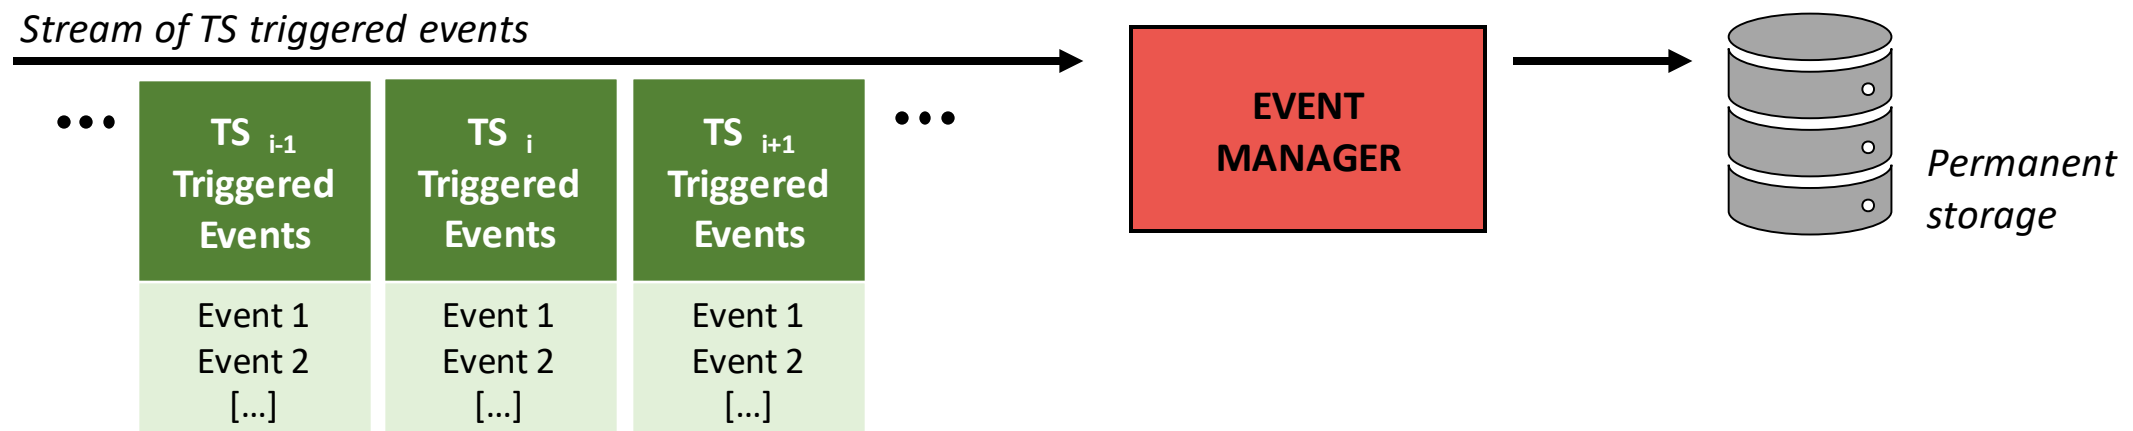 Stream of TS triggered events
••• TS i-1 Triggered Events
Event 1
Event 2
[…]
TS i Triggered Events
Event 1
Event 2
[…]
TS i+1 Triggered Events
Event 1
Event 2
[…]
•••
EVENT
MANAGER
Permanent
storage